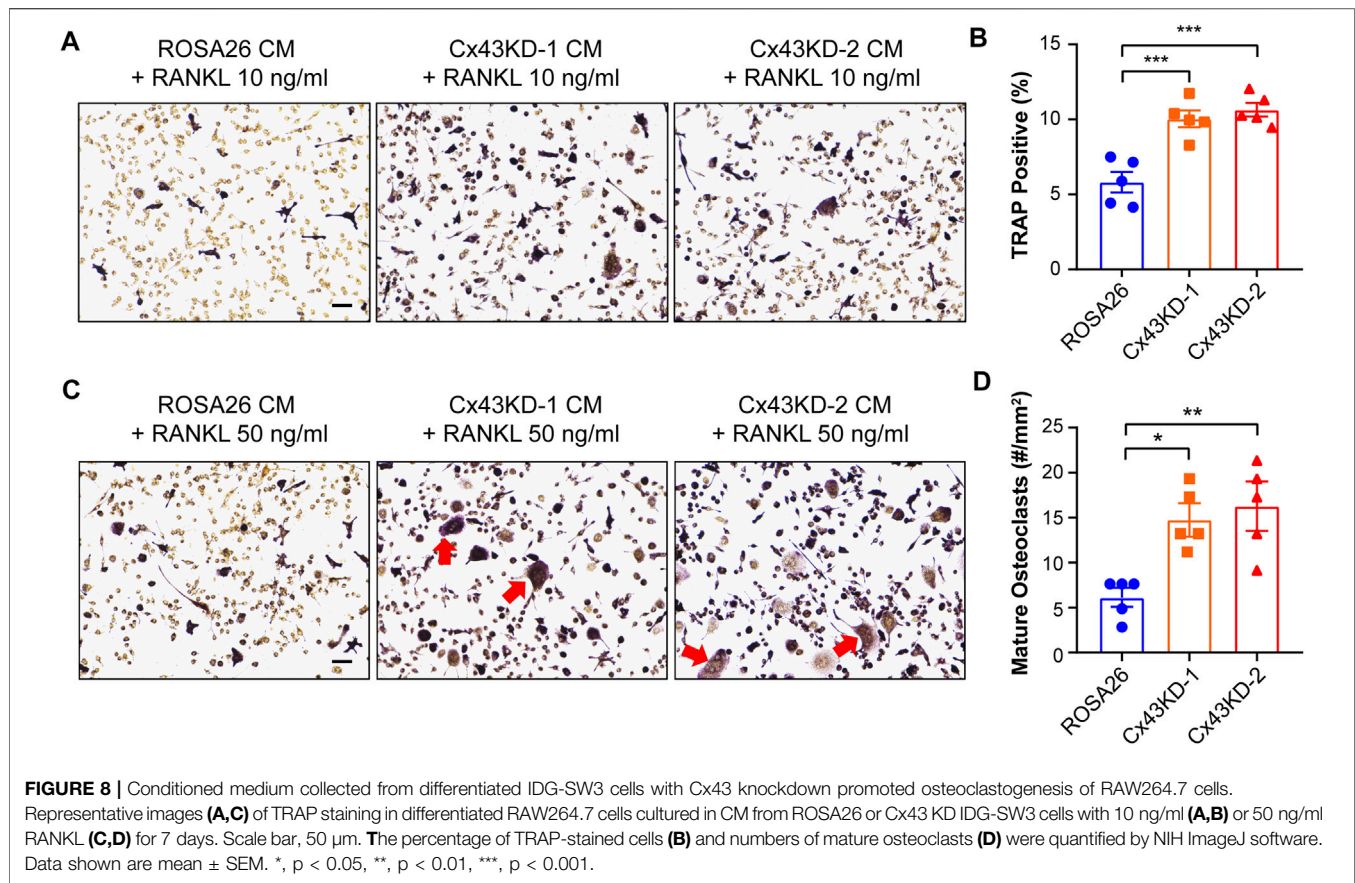 A
ROSA26 CM
+ RANKL 10 ng/ml
Cx43KD-1 CM
+ RANKL 10 ng/ml
Cx43KD-2 CM
+ RANKL 10 ng/ml
B
TRAP Positive (%)
15
10
5
0
***
***
ROSA26
Cx43KD-1
Cx43KD-2
C
ROSA26 CM
+ RANKL 50 ng/ml
Cx43KD-1 CM
+ RANKL 50 ng/ml
Cx43KD-2 CM
+ RANKL 50 ng/ml
D
Mature Osteoclasts (#/mm²)
25
20
15
10
5
0
**
*
ROSA26
Cx43KD-1
Cx43KD-2
FIGURE 8 | Conditioned medium collected from differentiated IDG-SW3 cells with Cx43 knockdown promoted osteoclastogenesis of RAW264.7 cells.
Representative images (A,C) of TRAP staining in differentiated RAW264.7 cells cultured in CM from ROSA26 or Cx43 KD IDG-SW3 cells with 10 ng/ml (A,B) or 50 ng/ml
RANKL (C,D) for 7 days. Scale bar, 50 µm. The percentage of TRAP-stained cells (B) and numbers of mature osteoclasts (D) were quantified by NIH ImageJ software.
Data shown are mean ± SEM. *, p < 0.05, **, p < 0.01, ***, p < 0.001.